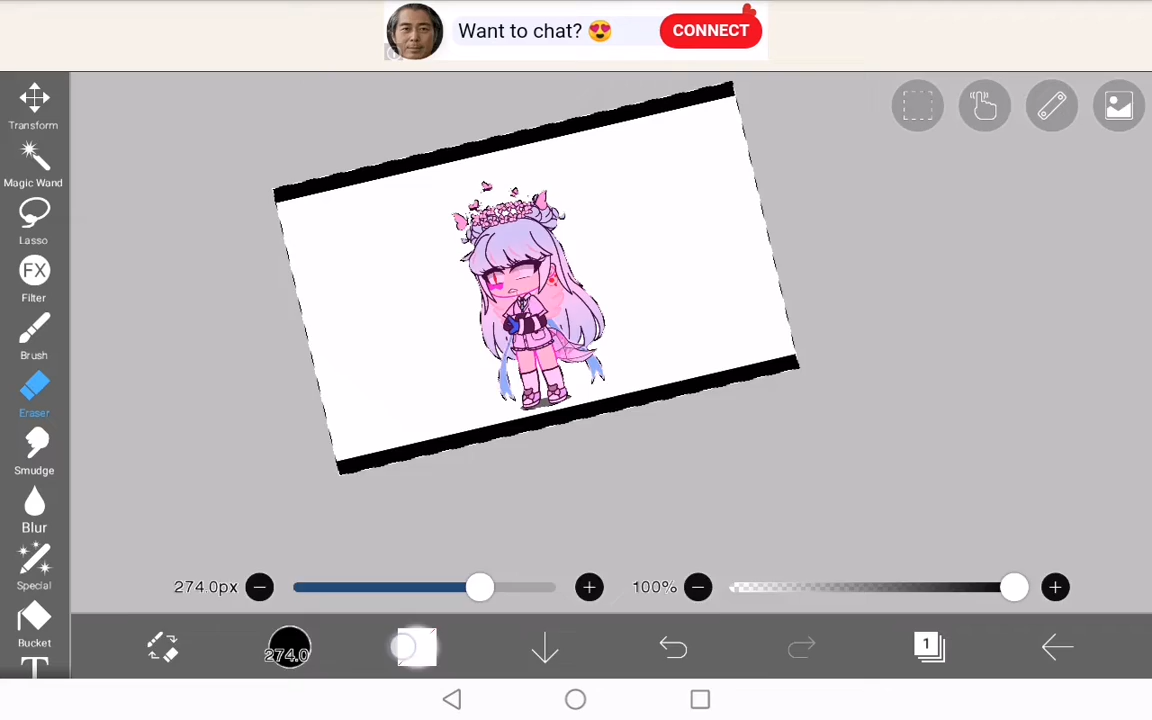 Want to chat? 😍 CONNECT
Transform
Magic Wand
Lasso
FX
Filter
Brush
Eraser
Smudge
Blur
Special
Bucket
T
274.0px
100%
274.0
1